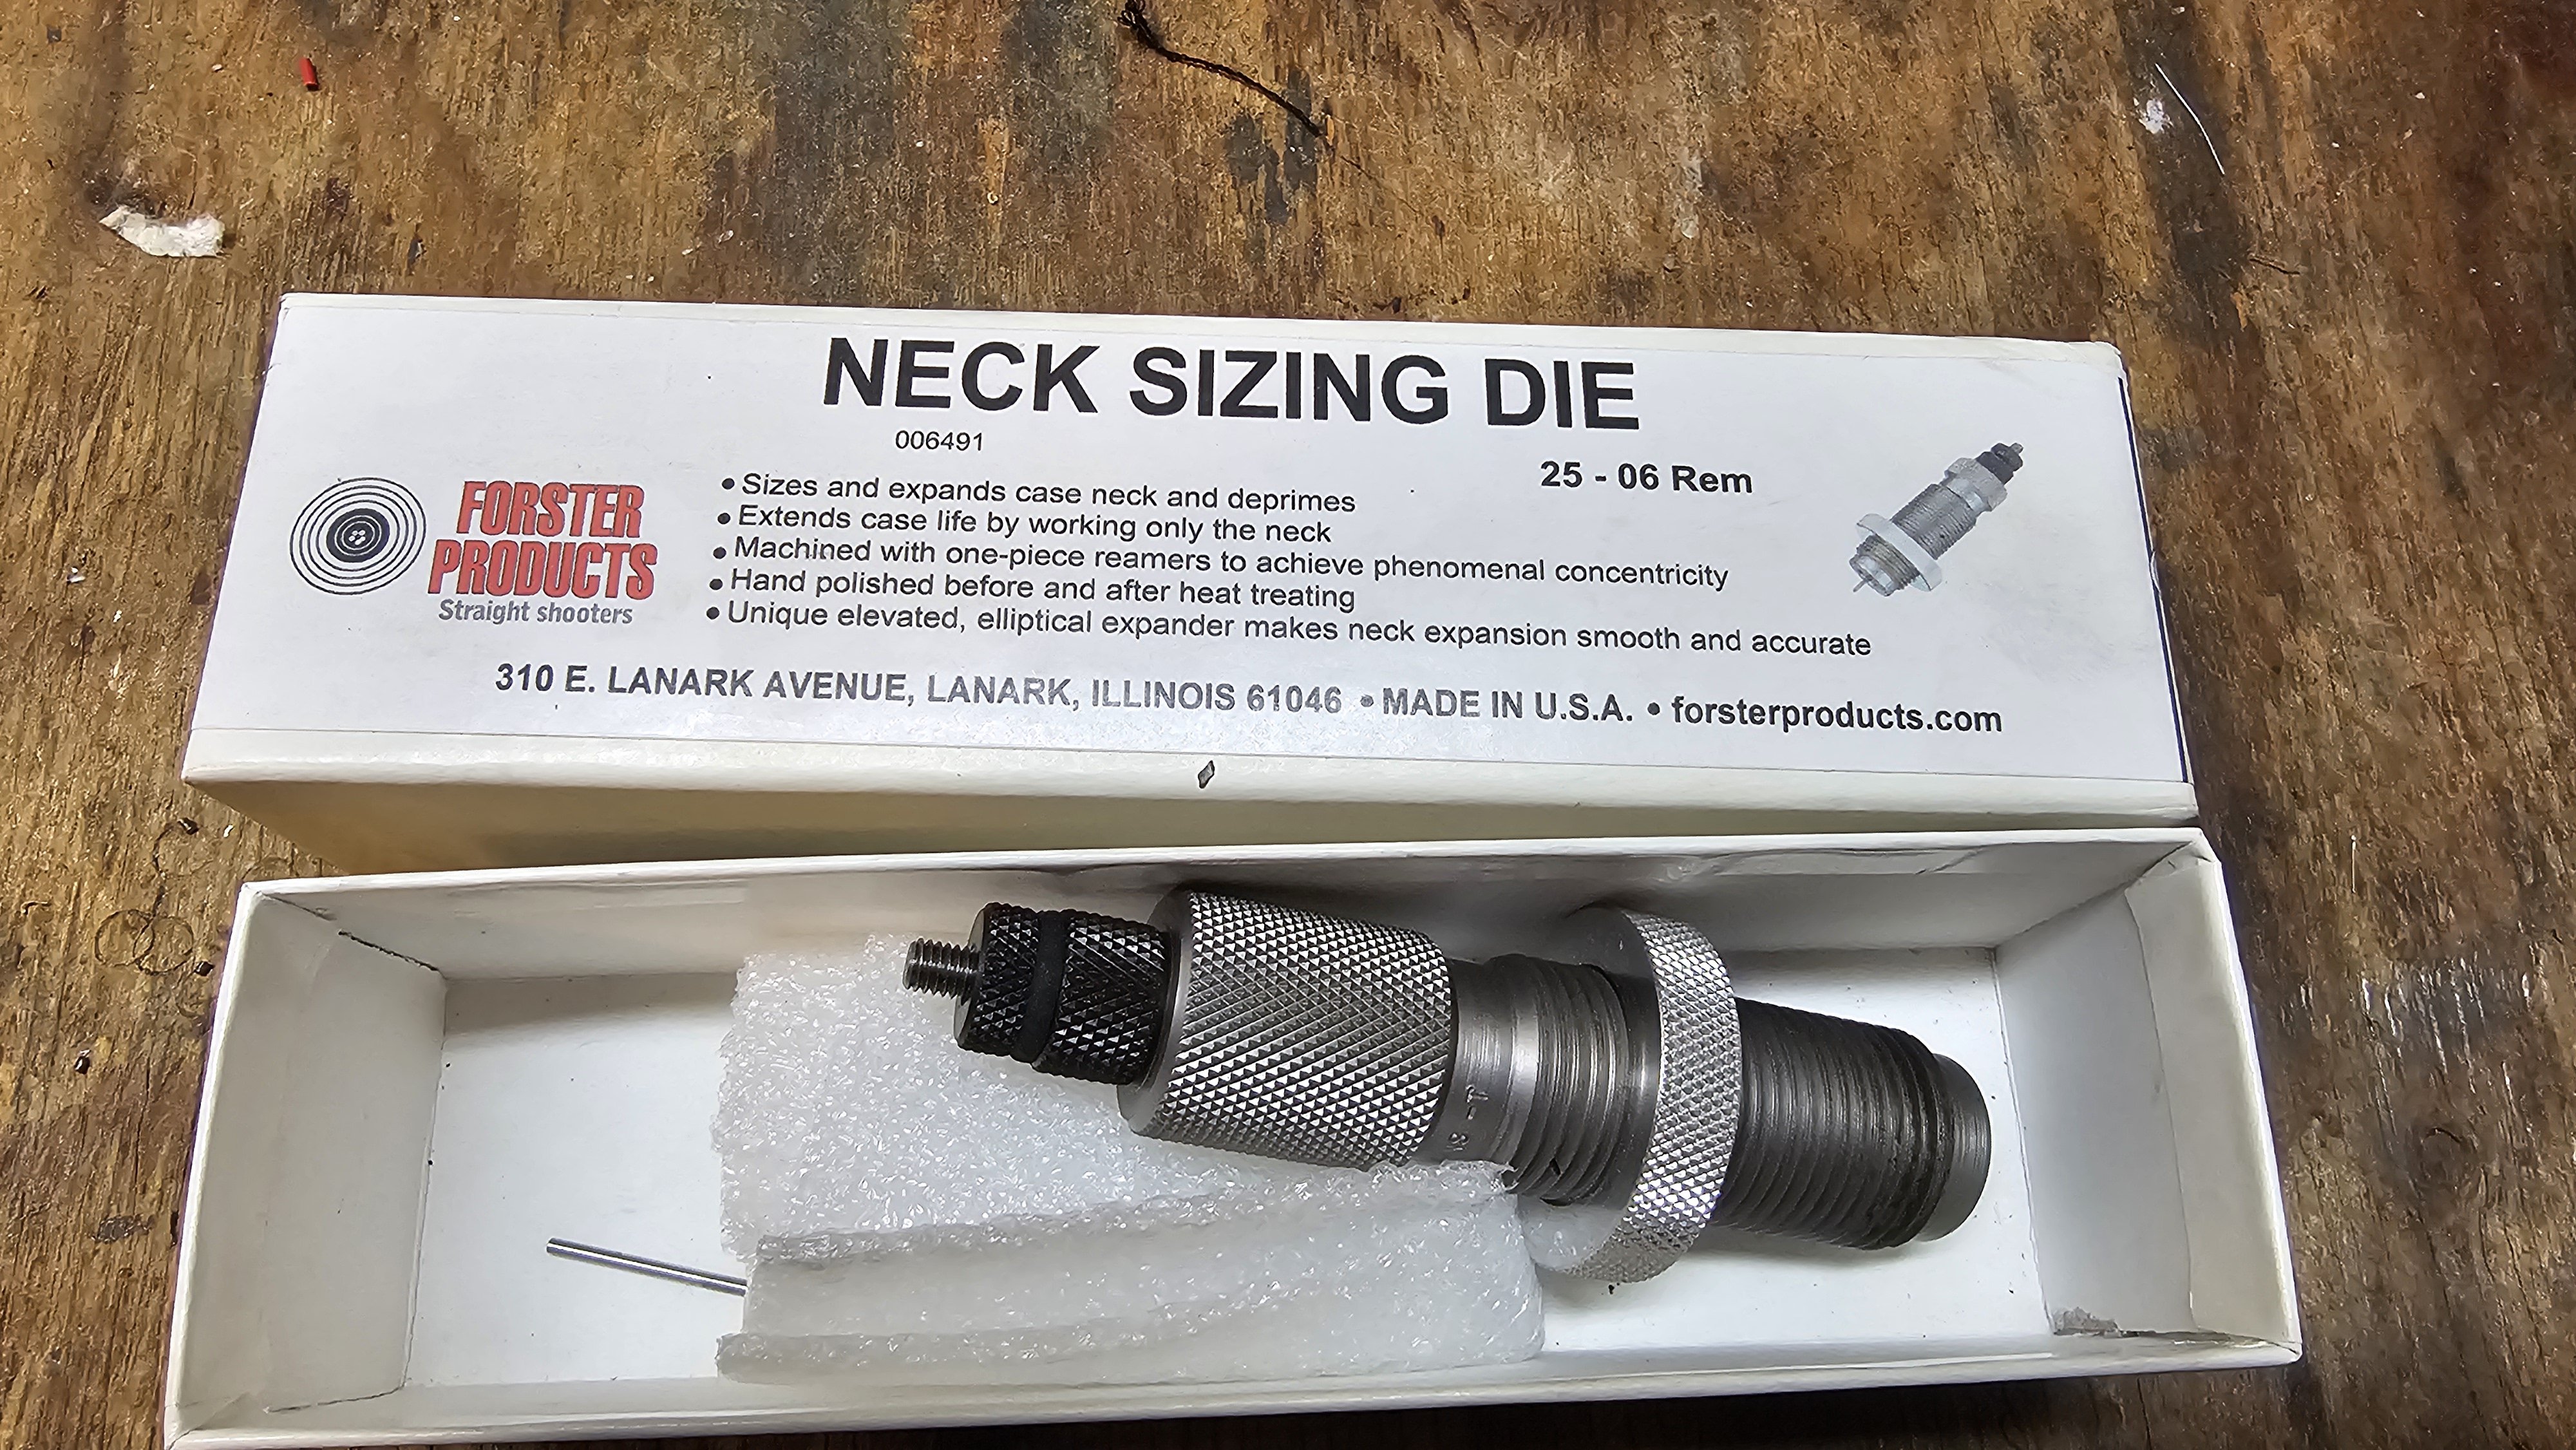 NECK SIZING DIE
006491
25 - 06 Rem
FORSTER
PRODUCTS
Straight shooters
• Sizes and expands case neck and deprimes
• Extends case life by working only the neck
• Machined with one-piece reamers to achieve phenomenal concentricity
• Hand polished before and after heat treating
• Unique elevated, elliptical expander makes neck expansion smooth and accurate
310 E. LANARK AVENUE, LANARK, ILLINOIS 61046 • MADE IN U.S.A. • forsterproducts.com